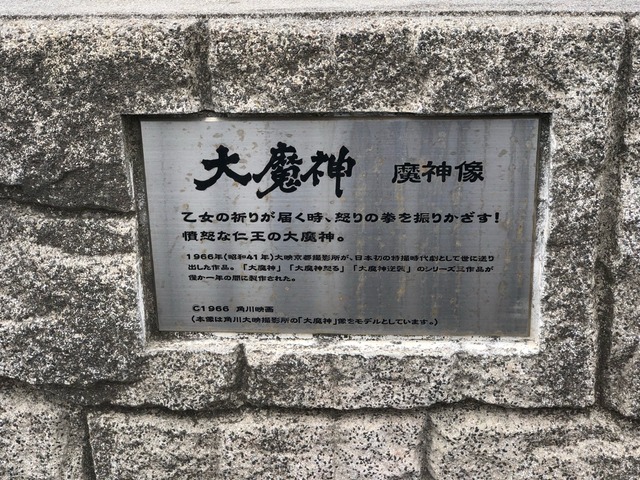 大魔神 魔神像
乙女の祈りが届く時、怒りの拳を振りかざす!
憤怒な仁王の大魔神。
1966年(昭和41年)大映京都撮影所が、日本初の特撮時代劇として世に送り
出した作品。「大魔神」「大魔神怒る」「大魔神逆襲」のシリーズ三作品が
僅か一年の間に製作された。
©1966 角川映画
(本像は角川大映撮影所の「大魔神」像をモデルとしています。)